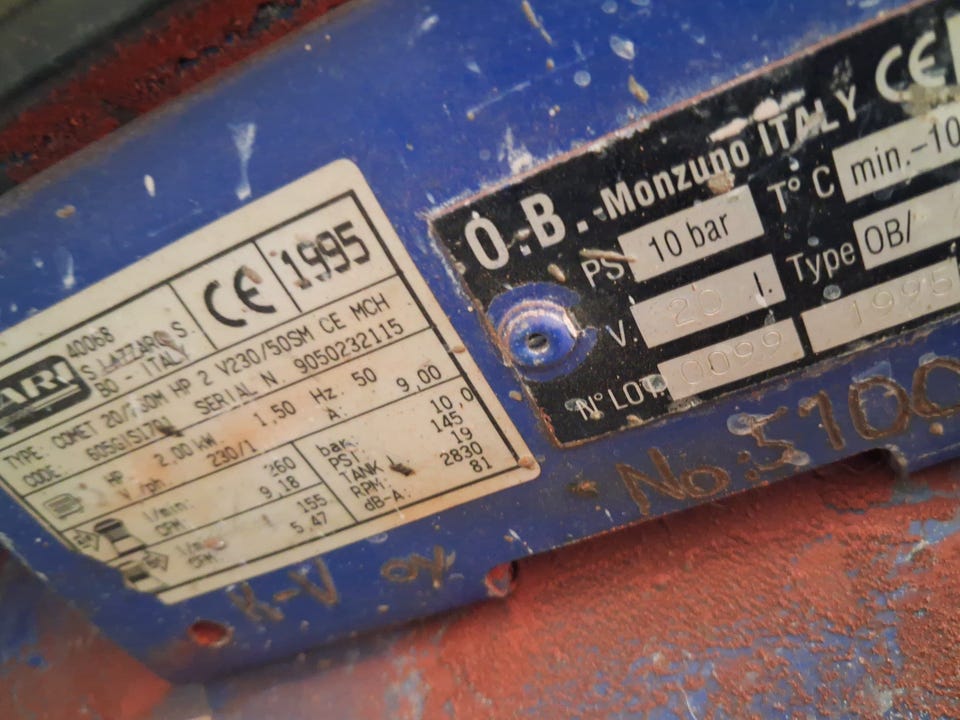 ARI
40068
S. LAZZARO S.
BO - ITALY
CE
1995
TYPE: COMET 20/ HP 2 V230/50SM CE MCH
CODE: SERIAL N. 9050232115
HP 2,00 kW 1,50 Hz. 50
V /ph 230/1 A: 9,00
l/min: 260
CFM: 9,18
155
CFM 5,47
bar: 10,0
PSI: 145
TANK 19
RPM: 2830
dB-A: 81
O.B. Monzuno ITALY CE
PS. 10 bar T° C min.-10
V. 20 l. Type OB/
N° LOT. 0099 1995
No:5100
K-V